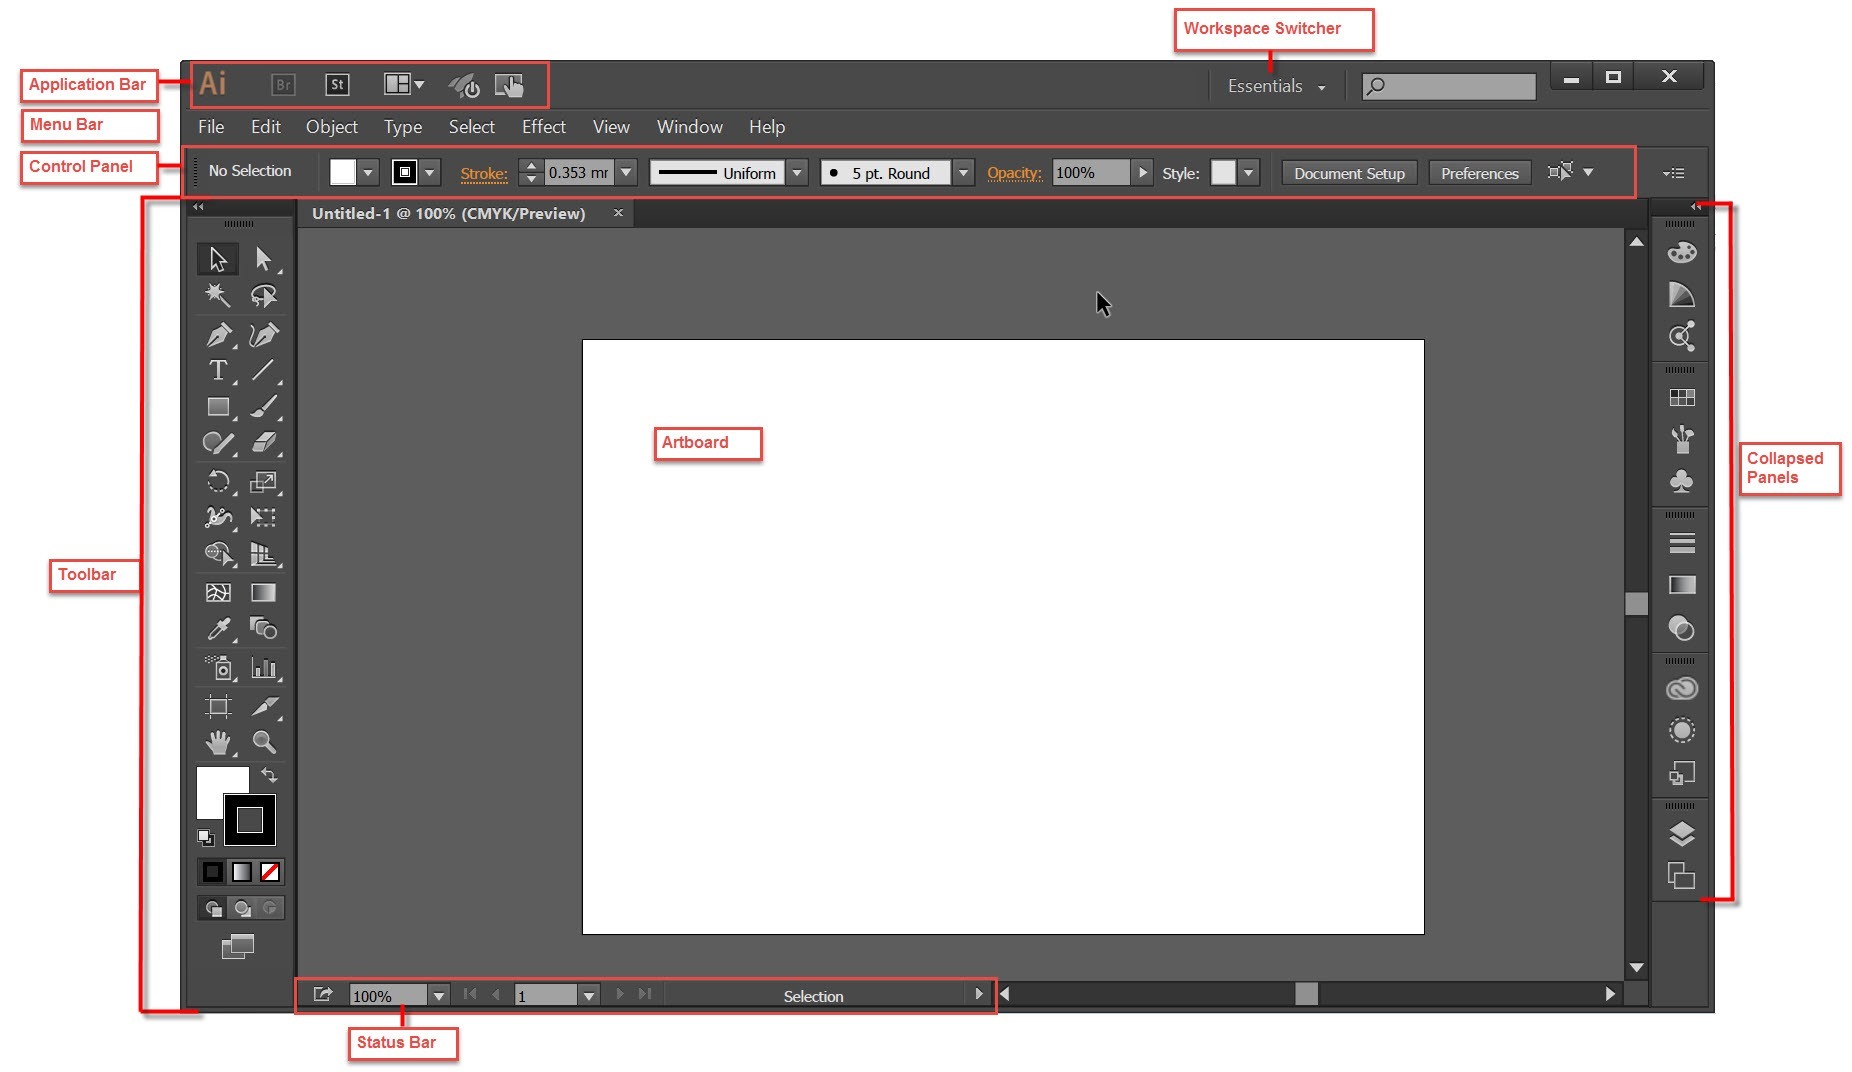 Workspace Switcher
Application Bar
Ai Br St
Essentials
Menu Bar
File Edit Object Type Select Effect View Window Help
Control Panel
No Selection Stroke: 0.353 mr Uniform 5 pt. Round Opacity: 100% Style: Document Setup Preferences
Untitled-1 @ 100% (CMYK/Preview) ×
T
Artboard
Collapsed
Panels
Toolbar
100% 1 Selection
Status Bar